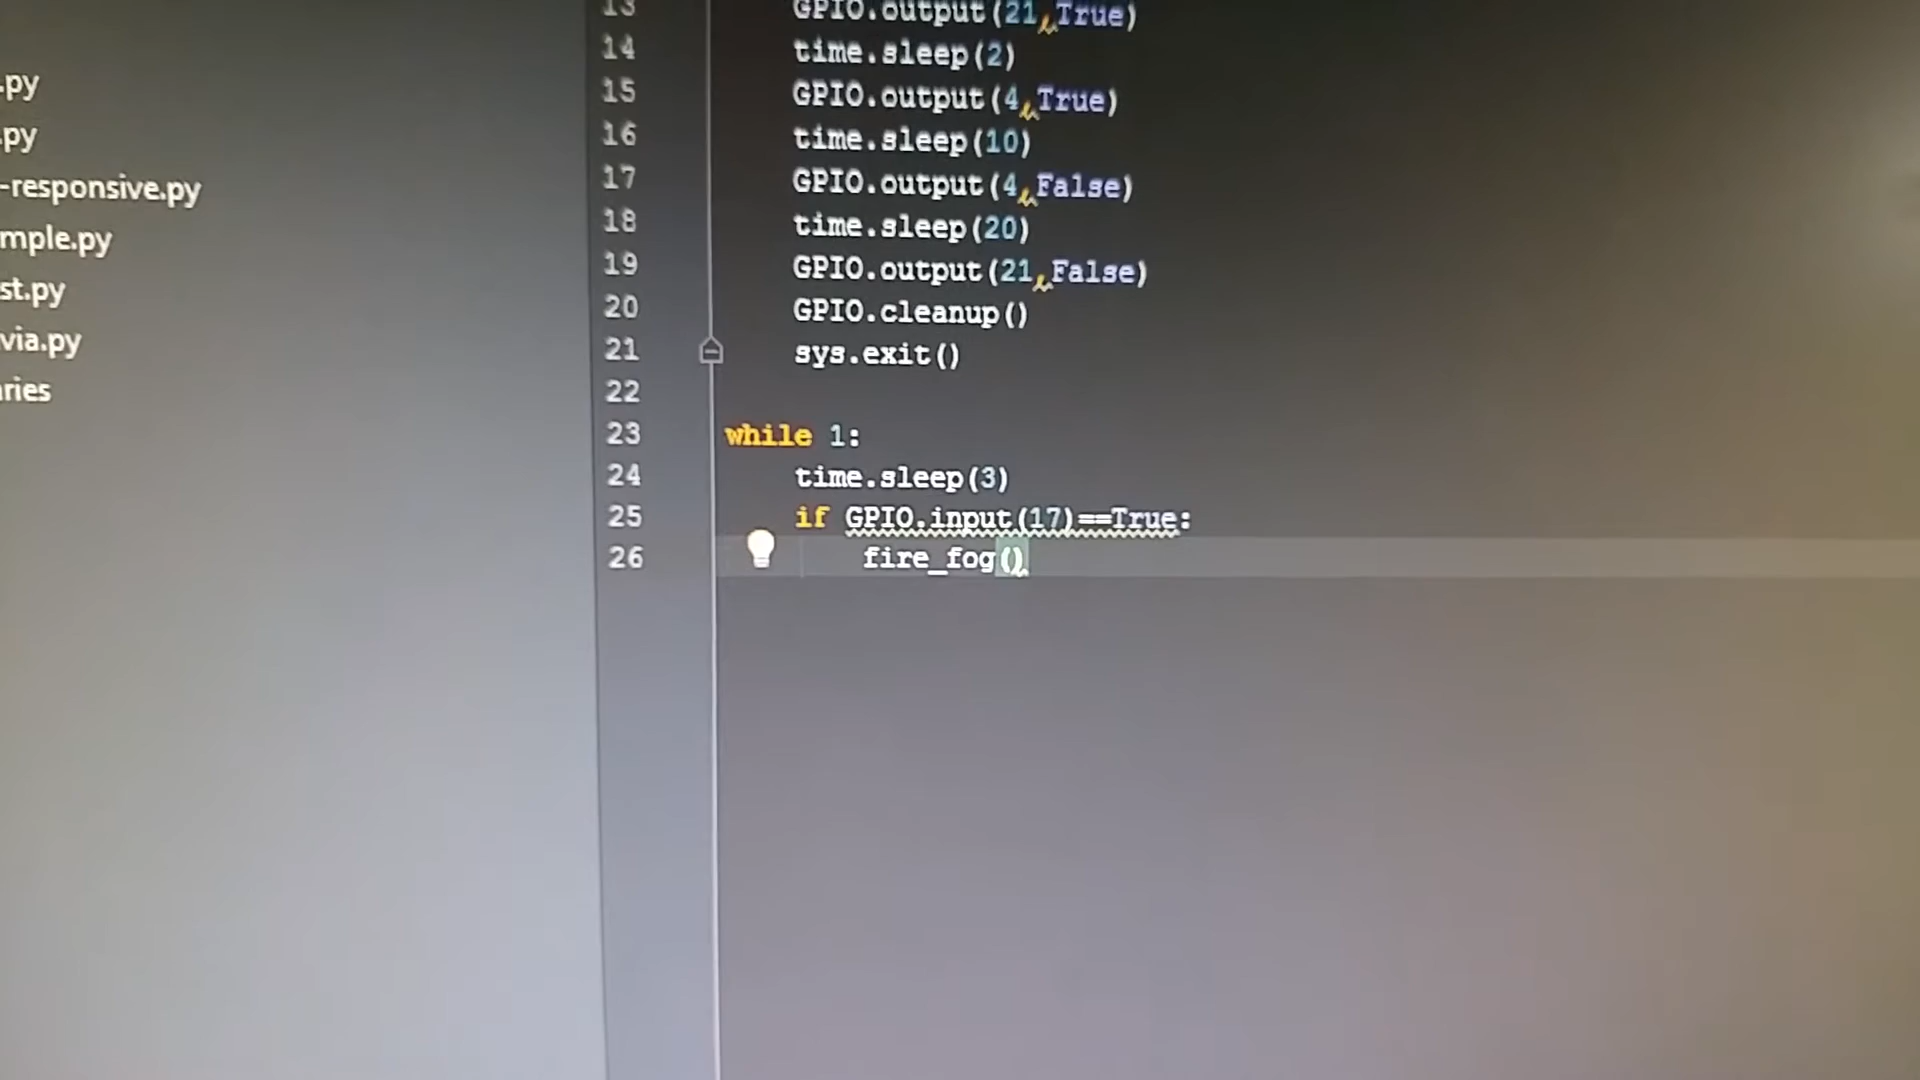 .py
.py
-responsive.py
mple.py
st.py
via.py
ries
13 GPIO.output(21,True)
14 time.sleep(2)
15 GPIO.output(4,True)
16 time.sleep(10)
17 GPIO.output(4,False)
18 time.sleep(20)
19 GPIO.output(21,False)
20 GPIO.cleanup()
21 sys.exit()
22
23 while 1:
24 time.sleep(3)
25 if GPIO.input(17)==True:
26 fire_fog()